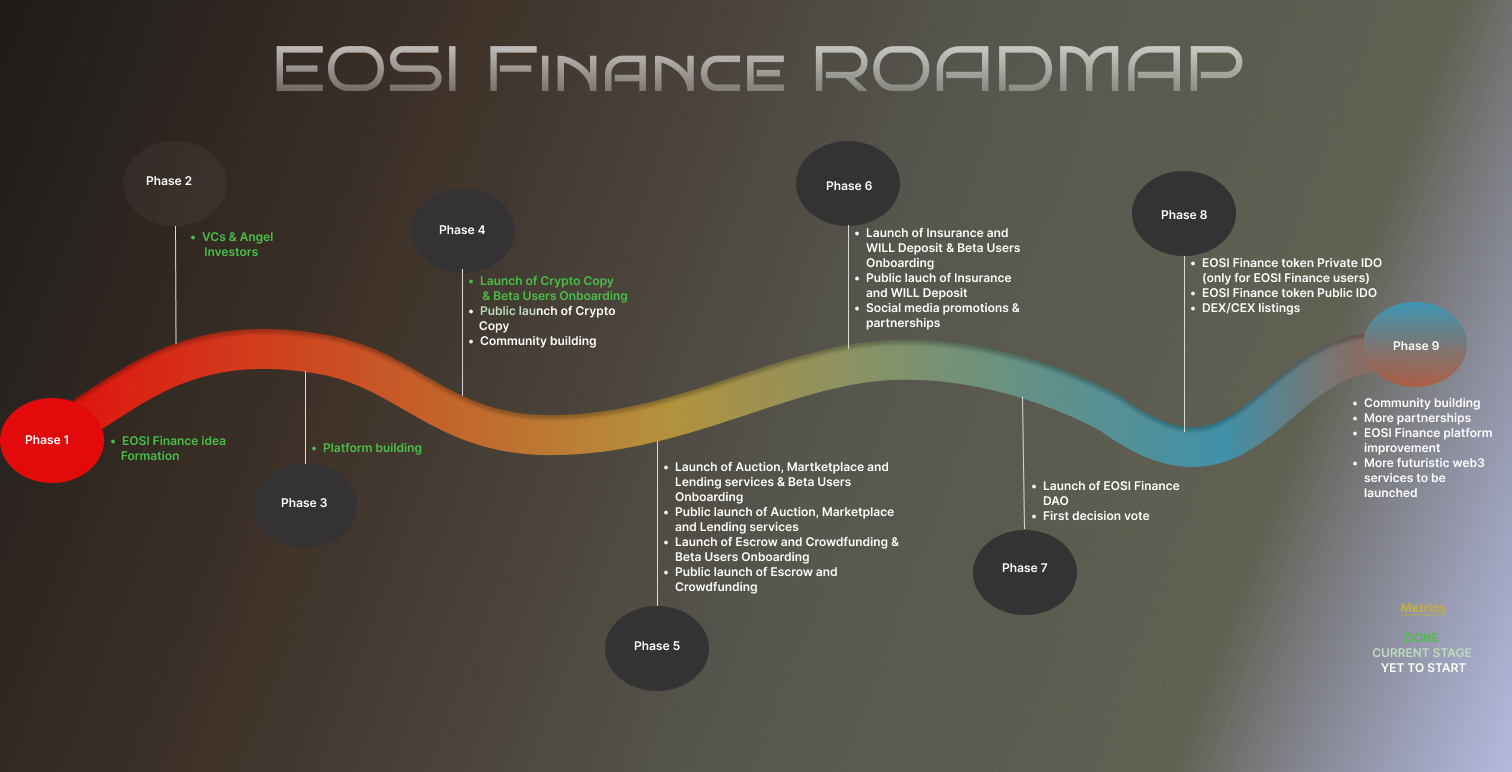 EOSI Finance ROADMAP
Phase 1
• EOSI Finance idea
Formation
Phase 2
• VCs & Angel
Investors
Phase 3
• Platform building
Phase 4
• Launch of Crypto Copy
& Beta Users Onboarding
• Public launch of Crypto
Copy
• Community building
Phase 5
• Launch of Auction, Martketplace and
Lending services & Beta Users
Onboarding
• Public launch of Auction, Marketplace
and Lending services
• Launch of Escrow and Crowdfunding &
Beta Users Onboarding
• Public launch of Escrow and
Crowdfunding
Phase 6
• Launch of Insurance and
WILL Deposit & Beta Users
Onboarding
• Public lauch of Insurance
and WILL Deposit
• Social media promotions &
partnerships
Phase 7
• Launch of EOSI Finance
DAO
• First decision vote
Phase 8
• EOSI Finance token Private IDO
(only for EOSI Finance users)
• EOSI Finance token Public IDO
• DEX/CEX listings
Phase 9
• Community building
• More partnerships
• EOSI Finance platform
improvement
• More futuristic web3
services to be
launched
Metrics
DONE
CURRENT STAGE
YET TO START